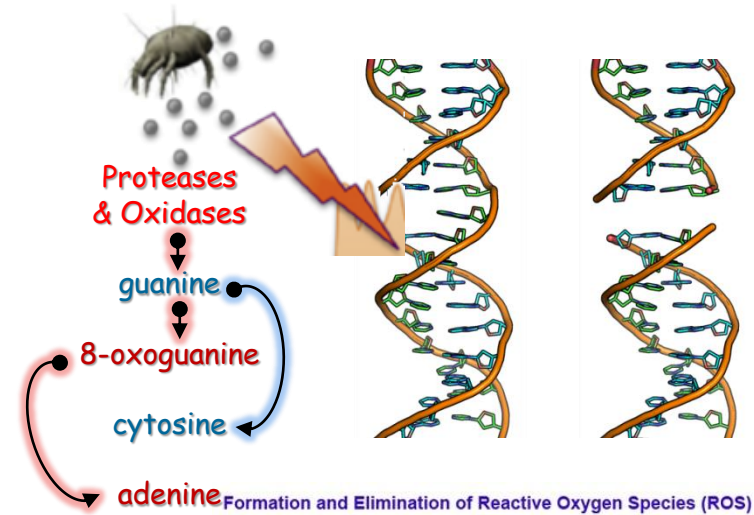 Proteases
& Oxidases
guanine
8-oxoguanine
cytosine
adenine
Formation and Elimination of Reactive Oxygen Species (ROS)